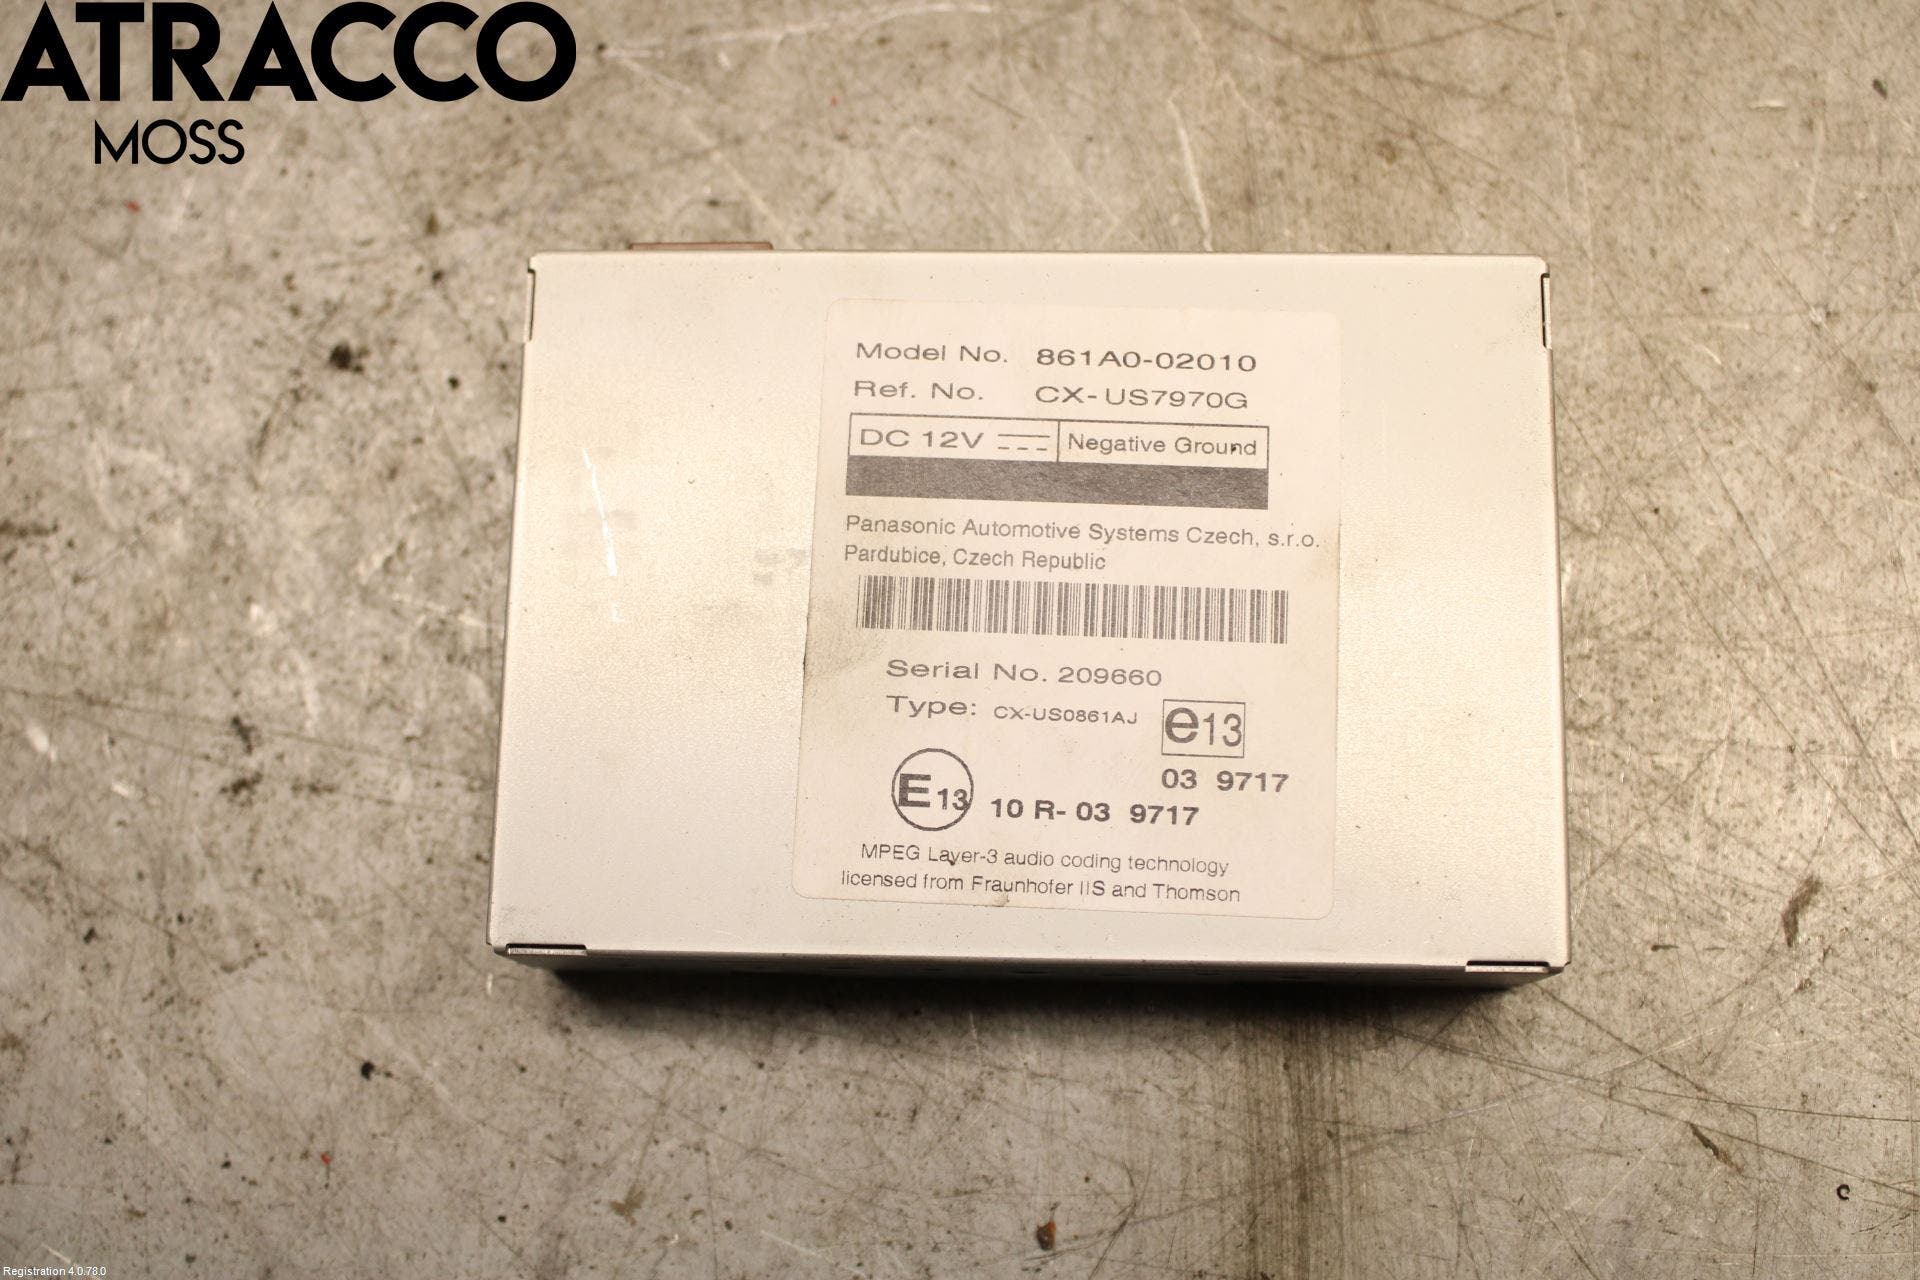 ATRACCO
MOSS
Model No. 861A0-02010
Ref. No. CX-US7970G
DC 12V Negative Ground
Panasonic Automotive Systems Czech, s.r.o.
Pardubice, Czech Republic
Serial No. 209660
Type: CX-US0861AJ e13
03 9717
E13 10 R- 03 9717
MPEG Layer-3 audio coding technology
licensed from Fraunhofer IIS and Thomson
Registration 4.0.78.0